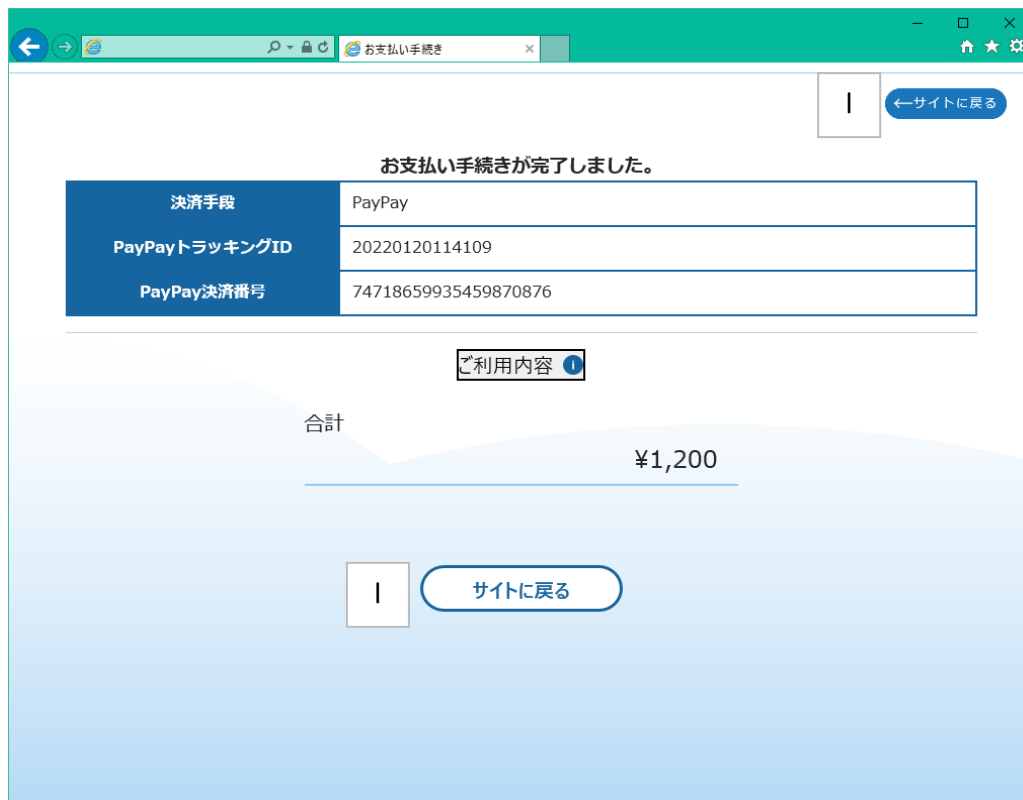 お支払い手続き
I
←サイトに戻る
お支払い手続きが完了しました。
決済手段 PayPay
PayPayトラッキングID 20220120114109
PayPay決済番号 74718659935459870876
ご利用内容 i
合計
¥1,200
I
サイトに戻る